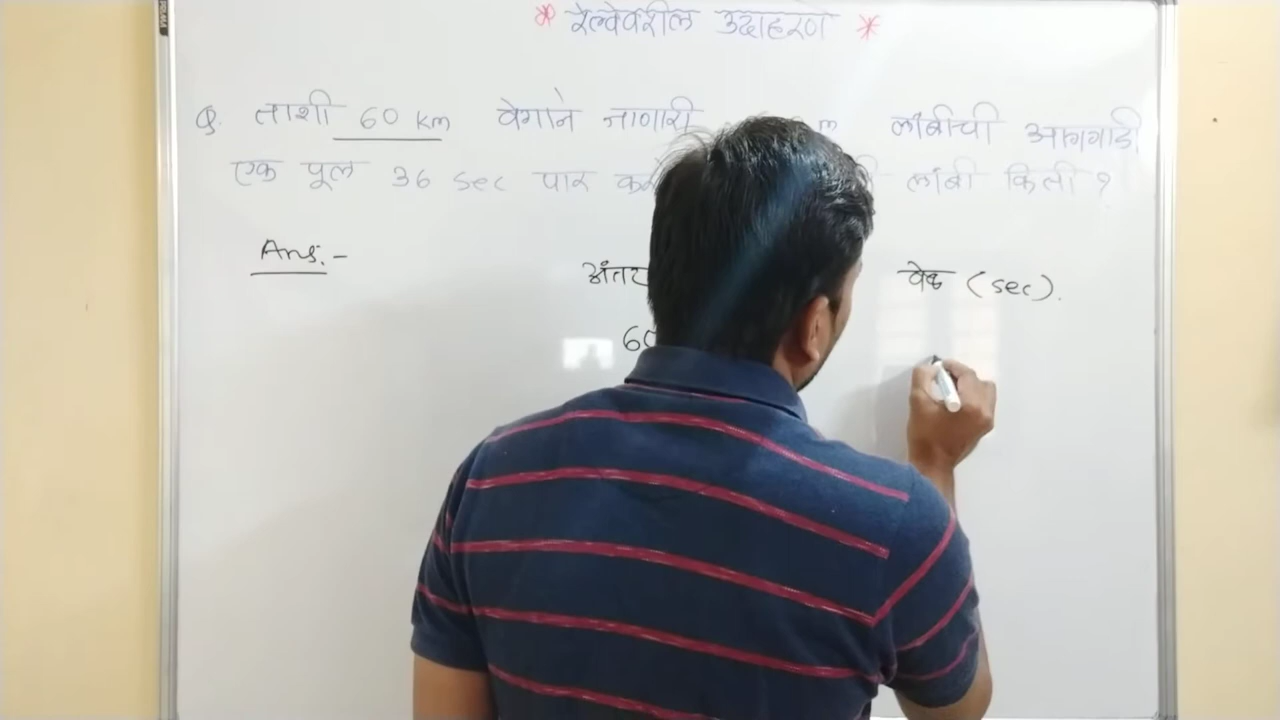 * रेल्वेवरील उदाहरणे *
Q. ताशी 60 km वेगाने जाणारी m लांबीची आगगाडी
एक पूल 36 sec पार लांबी किती ?
Ans:-
अंतर वेळ (sec).
60